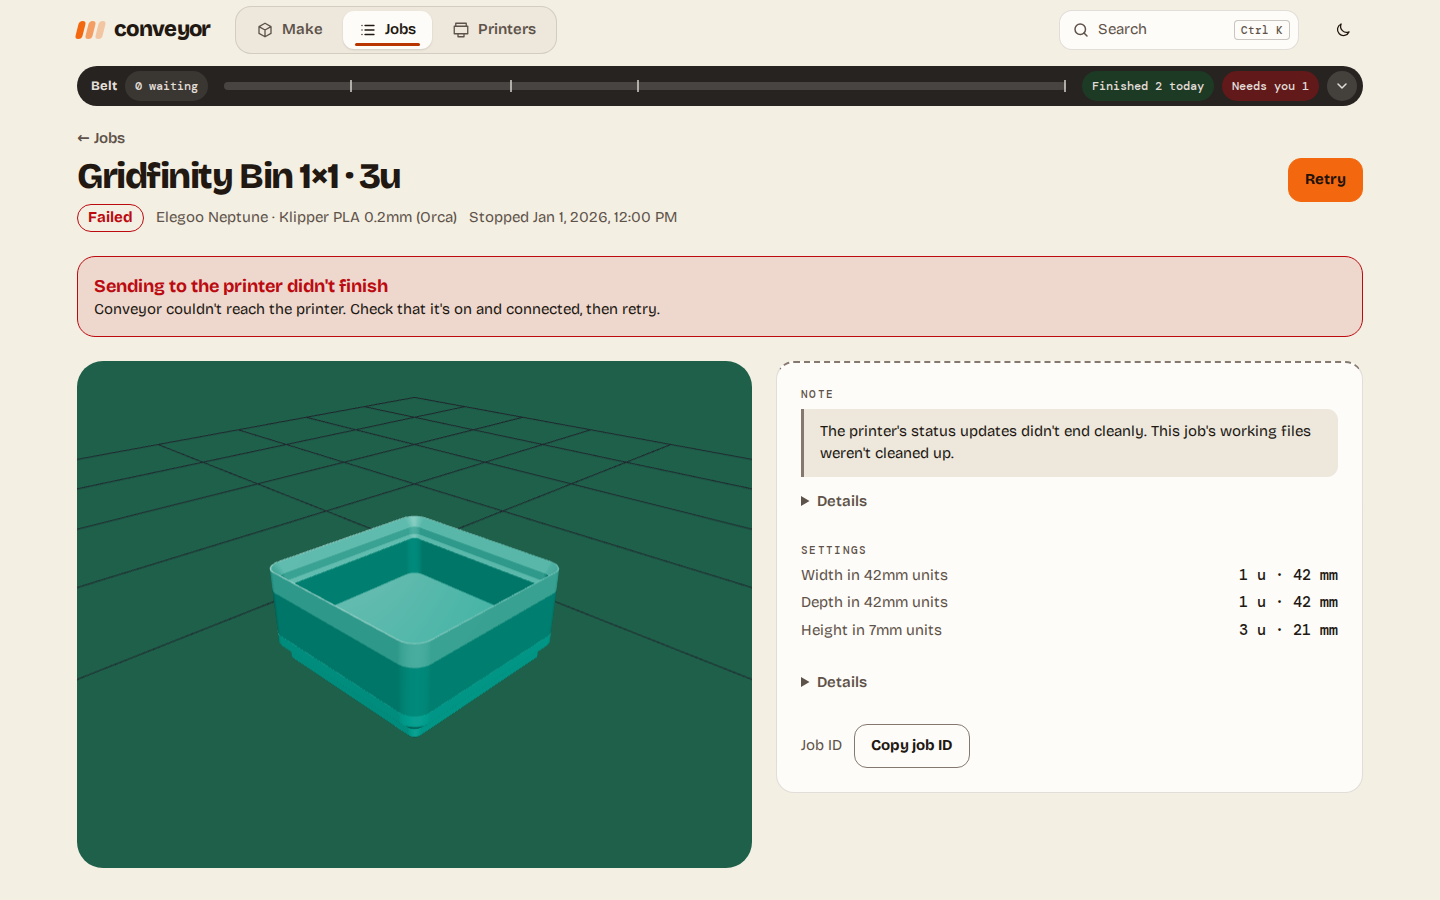 conveyor
Make
Jobs
Printers
Search
Ctrl K
Belt
0 waiting
Finished 2 today
Needs you 1
← Jobs
Gridfinity Bin 1×1 · 3u
Retry
Failed
Elegoo Neptune · Klipper PLA 0.2mm (Orca)
Stopped Jan 1, 2026, 12:00 PM
Sending to the printer didn't finish
Conveyor couldn't reach the printer. Check that it's on and connected, then retry.
NOTE
The printer's status updates didn't end cleanly. This job's working files
weren't cleaned up.
Details
SETTINGS
Width in 42mm units 1 u · 42 mm
Depth in 42mm units 1 u · 42 mm
Height in 7mm units 3 u · 21 mm
Details
Job ID
Copy job ID